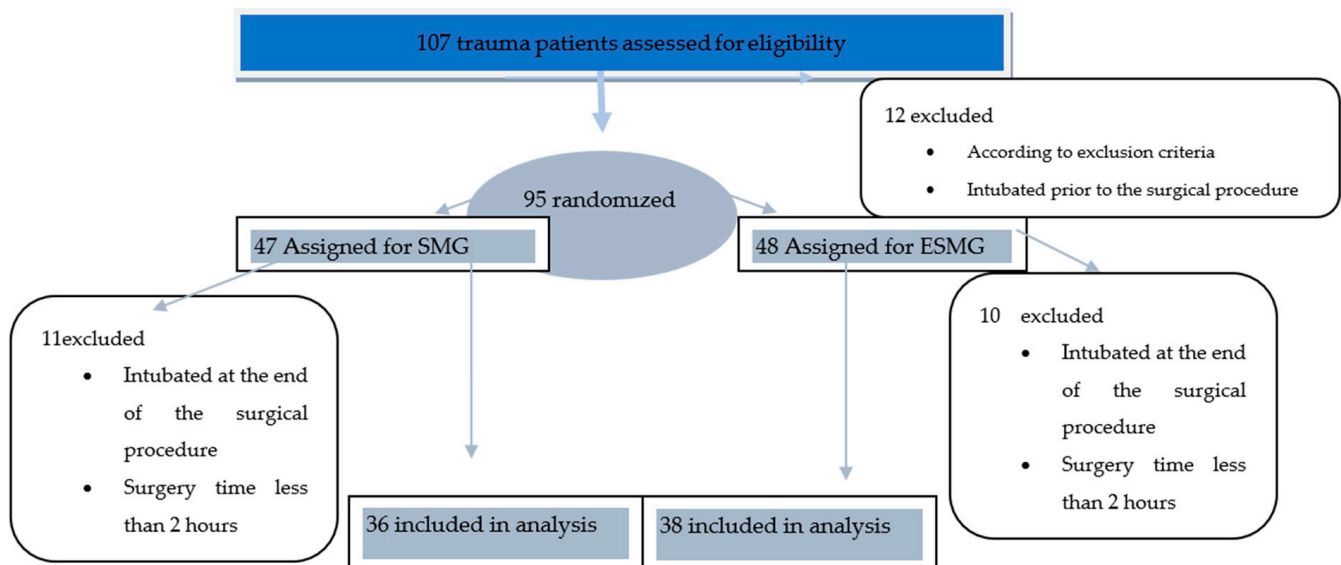 107 trauma patients assessed for eligibility
12 excluded
• According to exclusion criteria
• Intubated prior to the surgical procedure
95 randomized
47 Assigned for SMG
48 Assigned for ESMG
11excluded
• Intubated at the end
of the surgical
procedure
• Surgery time less
than 2 hours
10 excluded
• Intubated at the end
of the surgical
procedure
• Surgery time less
than 2 hours
36 included in analysis
38 included in analysis